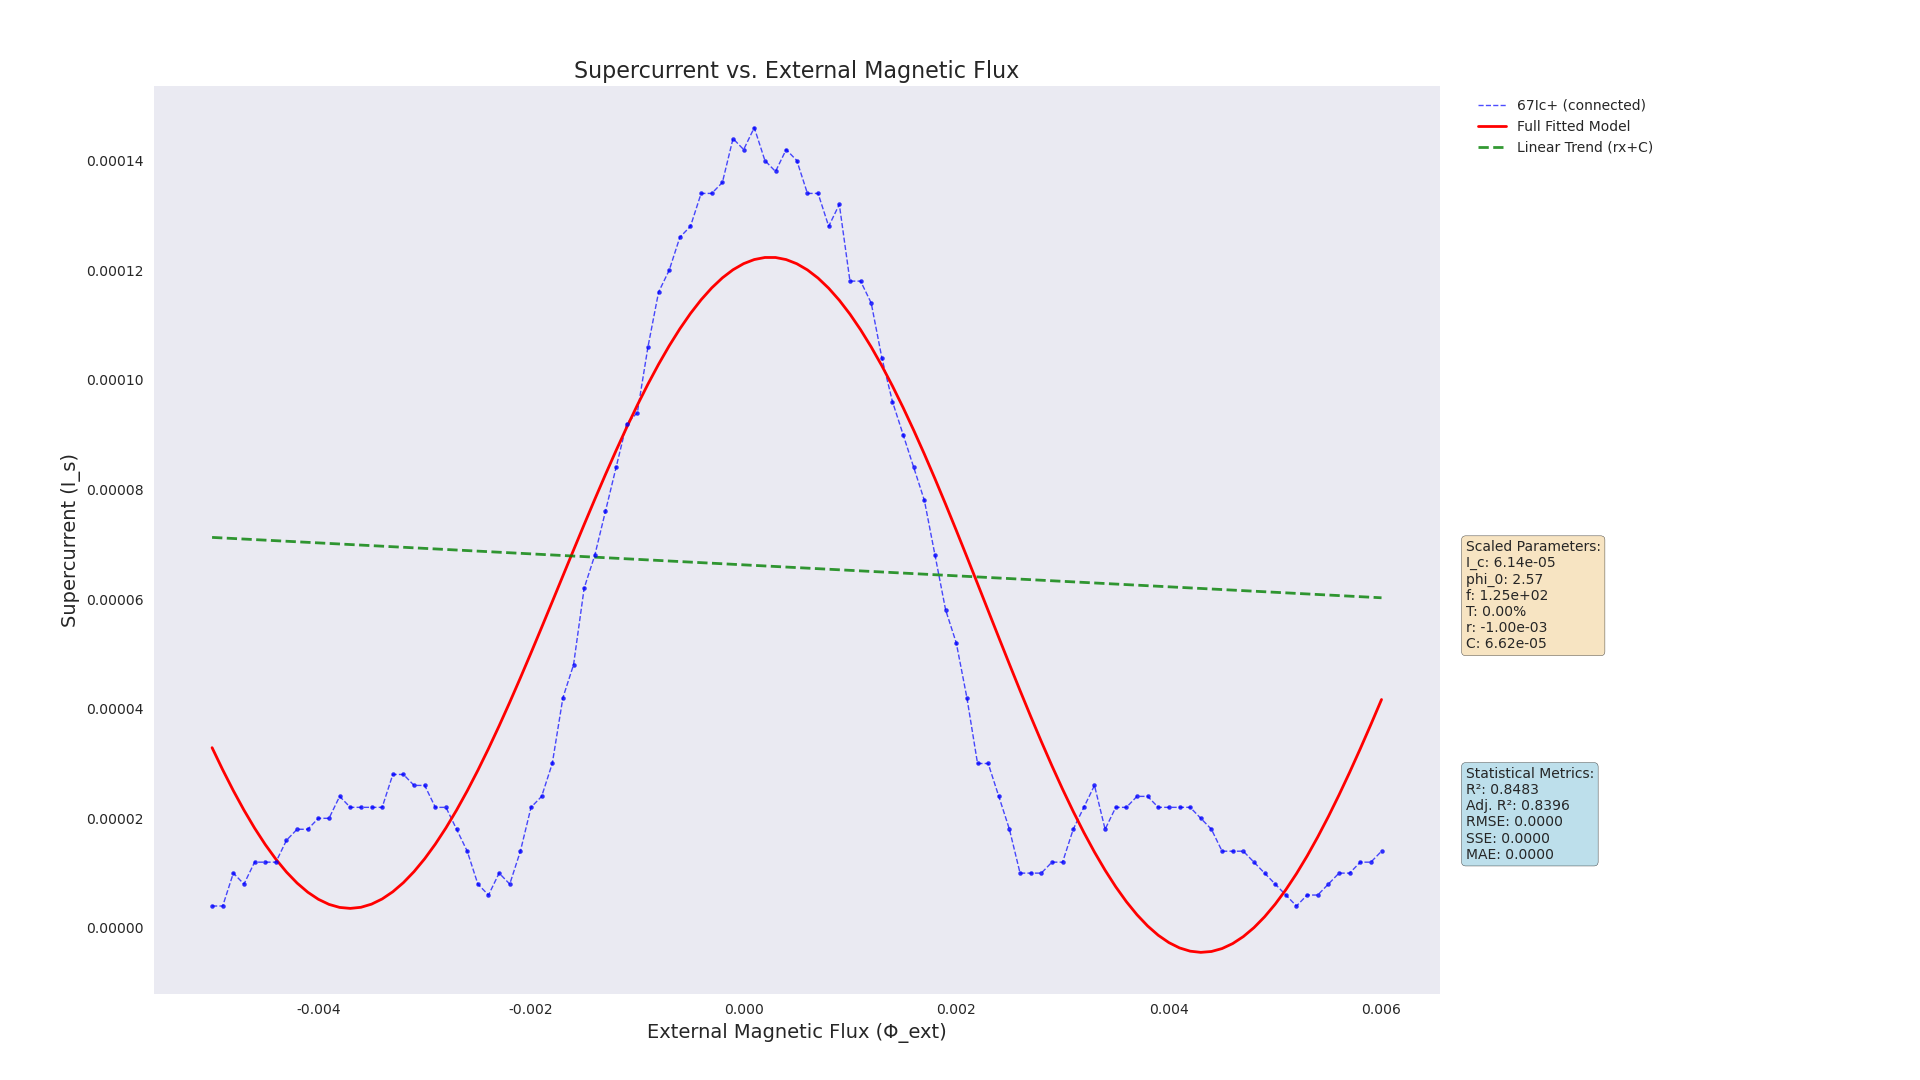 Supercurrent vs. External Magnetic Flux
67Ic+ (connected)
Full Fitted Model
Linear Trend (rx+C)
0.00014
0.00012
0.00010
0.00008
0.00006
0.00004
0.00002
0.00000
Supercurrent (I_s)
-0.004
-0.002
0.000
0.002
0.004
0.006
External Magnetic Flux (Φ_ext)
Scaled Parameters:
I_c: 6.14e-05
phi_0: 2.57
f: 1.25e+02
T: 0.00%
r: -1.00e-03
C: 6.62e-05
Statistical Metrics:
R²: 0.8483
Adj. R²: 0.8396
RMSE: 0.0000
SSE: 0.0000
MAE: 0.0000